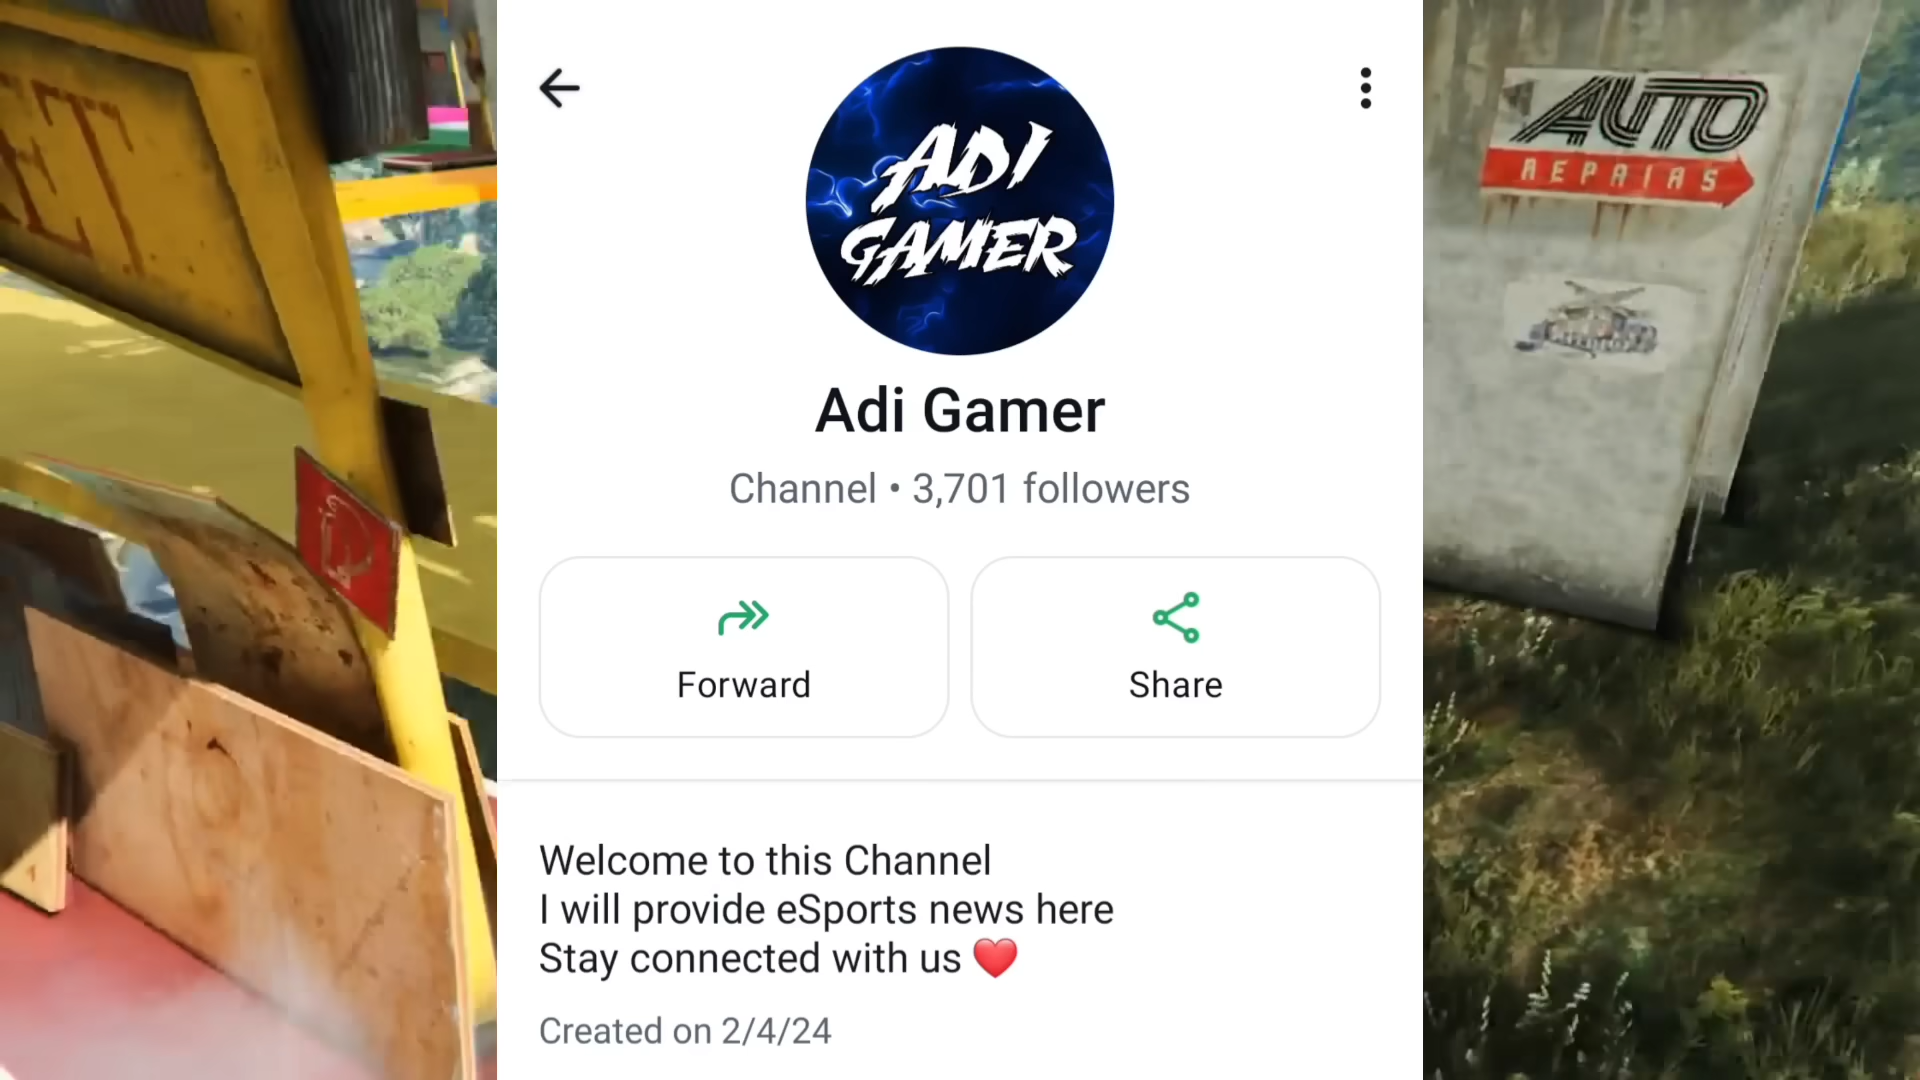 ET
ADI
GAMER
Adi Gamer
Channel • 3,701 followers
Forward
Share
Welcome to this Channel
I will provide eSports news here
Stay connected with us ❤️
Created on 2/4/24
AUTO
REPAIRS